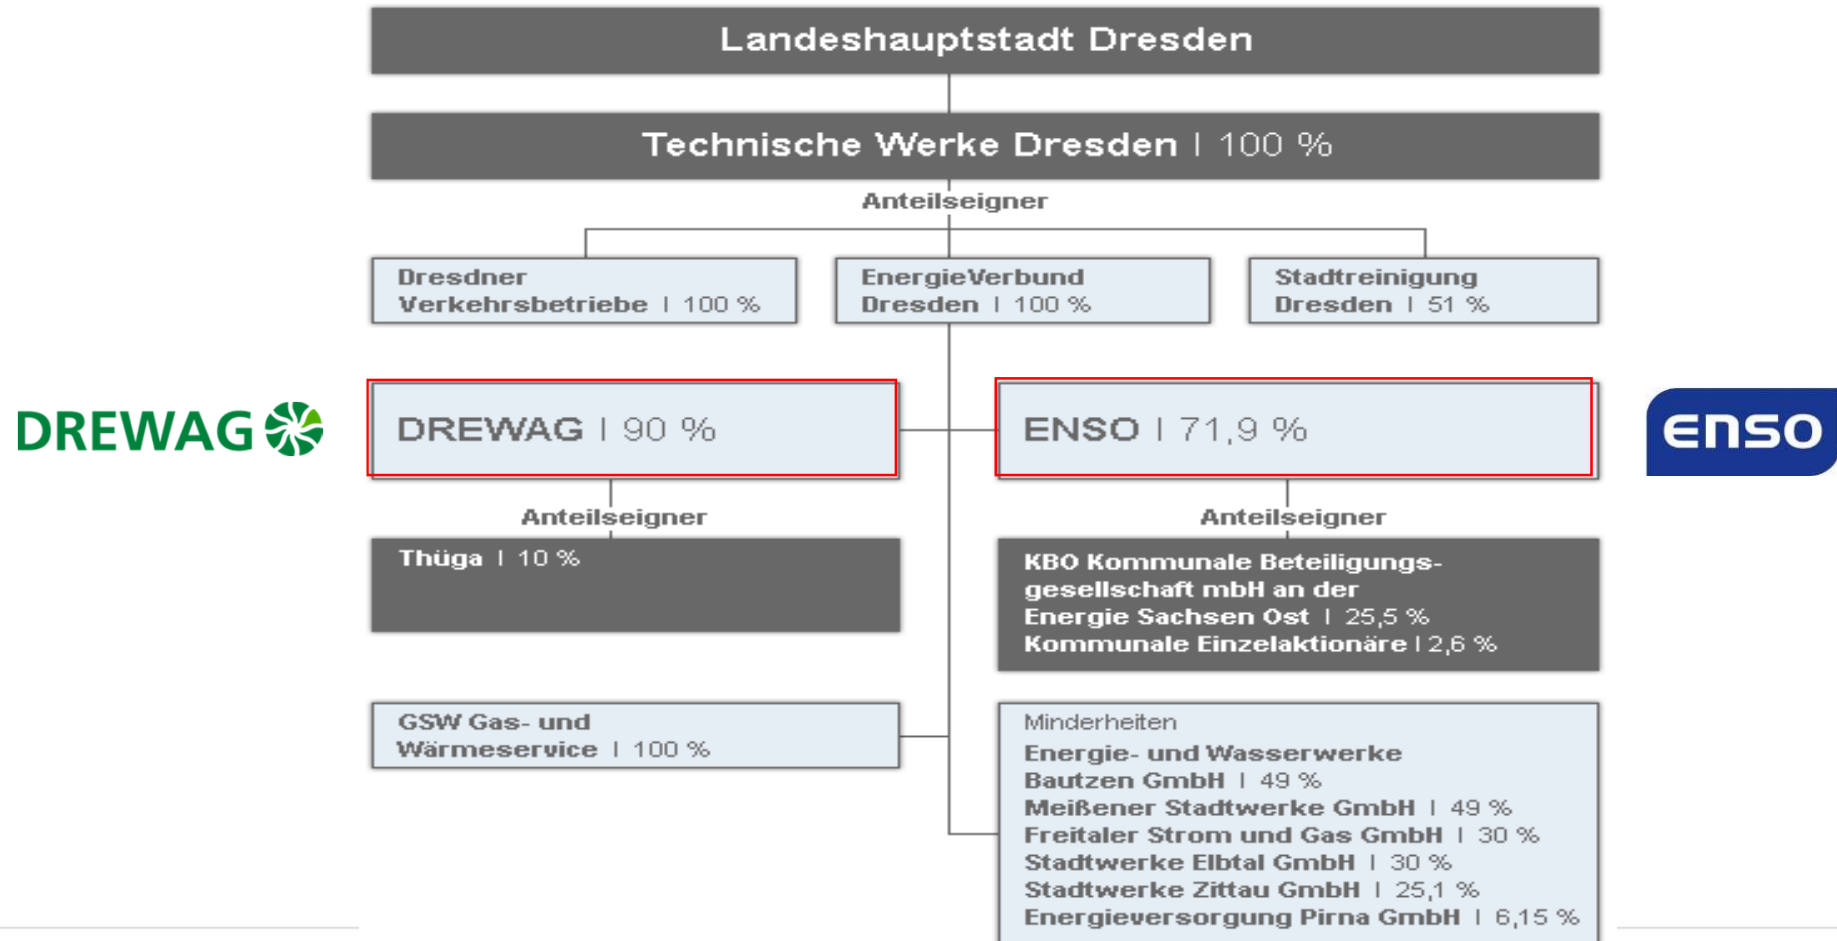 Landeshauptstadt Dresden
Technische Werke Dresden | 100 %
Anteilseigner
Dresdner
Verkehrsbetriebe | 100 %
EnergieVerbund
Dresden | 100 %
Stadtreinigung
Dresden | 51 %
DREWAG
DREWAG | 90 %
ENSO | 71,9 %
enso
Anteilseigner
Anteilseigner
Thüga | 10 %
KBO Kommunale Beteiligungs-
gesellschaft mbH an der
Energie Sachsen Ost | 25,5 %
Kommunale Einzelaktionäre | 2,6 %
GSW Gas- und
Wärmeservice | 100 %
Minderheiten
Energie- und Wasserwerke
Bautzen GmbH | 49 %
Meißener Stadtwerke GmbH | 49 %
Freitaler Strom und Gas GmbH | 30 %
Stadtwerke Elbtal GmbH | 30 %
Stadtwerke Zittau GmbH | 25,1 %
Energieversorgung Pirna GmbH | 6,15 %